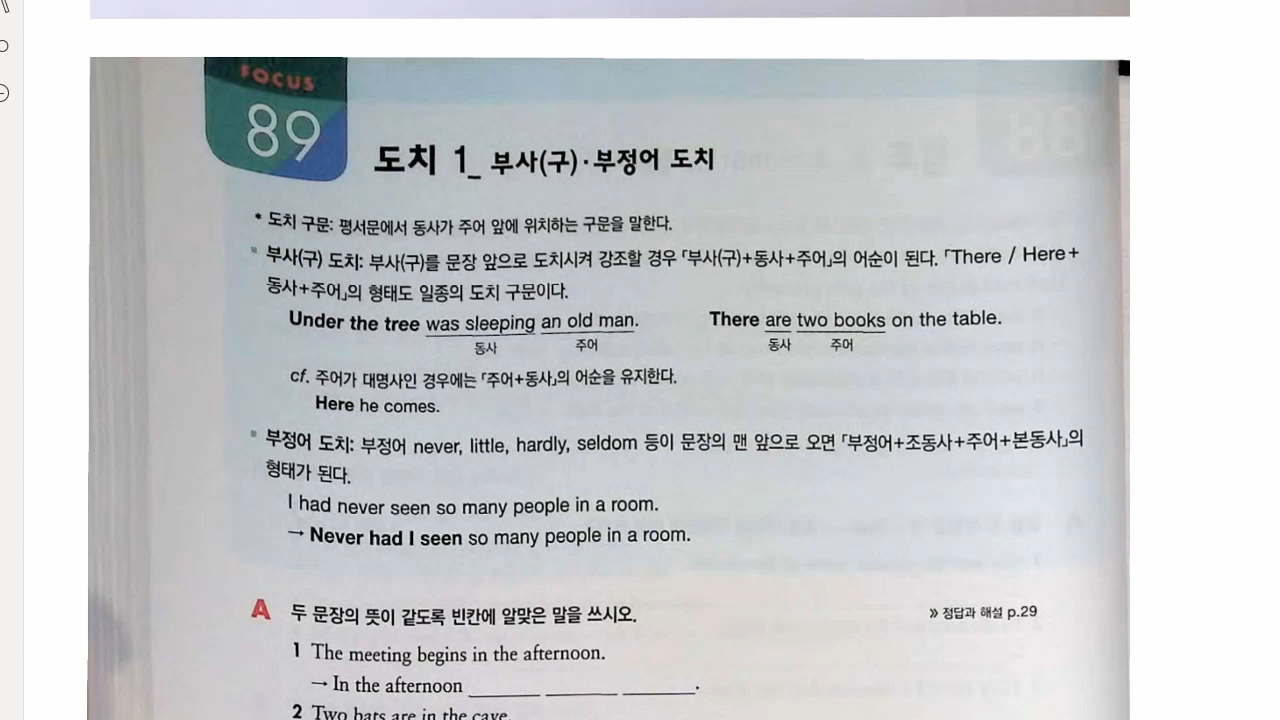 FOCUS
89
도치 1_ 부사(구)·부정어 도치
* 도치 구문: 평서문에서 동사가 주어 앞에 위치하는 구문을 말한다.
부사(구) 도치: 부사(구)를 문장 앞으로 도치시켜 강조할 경우 「부사(구)+동사+주어」의 어순이 된다. 「There / Here+
동사+주어」의 형태도 일종의 도치 구문이다.
Under the tree was sleeping an old man. There are two books on the table.
동사 주어 동사 주어
cf. 주어가 대명사인 경우에는 「주어+동사」의 어순을 유지한다.
Here he comes.
부정어 도치: 부정어 never, little, hardly, seldom 등이 문장의 맨 앞으로 오면 「부정어+조동사+주어+본동사」의
형태가 된다.
I had never seen so many people in a room.
→ Never had I seen so many people in a room.
A 두 문장의 뜻이 같도록 빈칸에 알맞은 말을 쓰시오. » 정답과 해설 p.29
1 The meeting begins in the afternoon.
→ In the afternoon ______ ______ ______.
2 Two bats are in the cave.